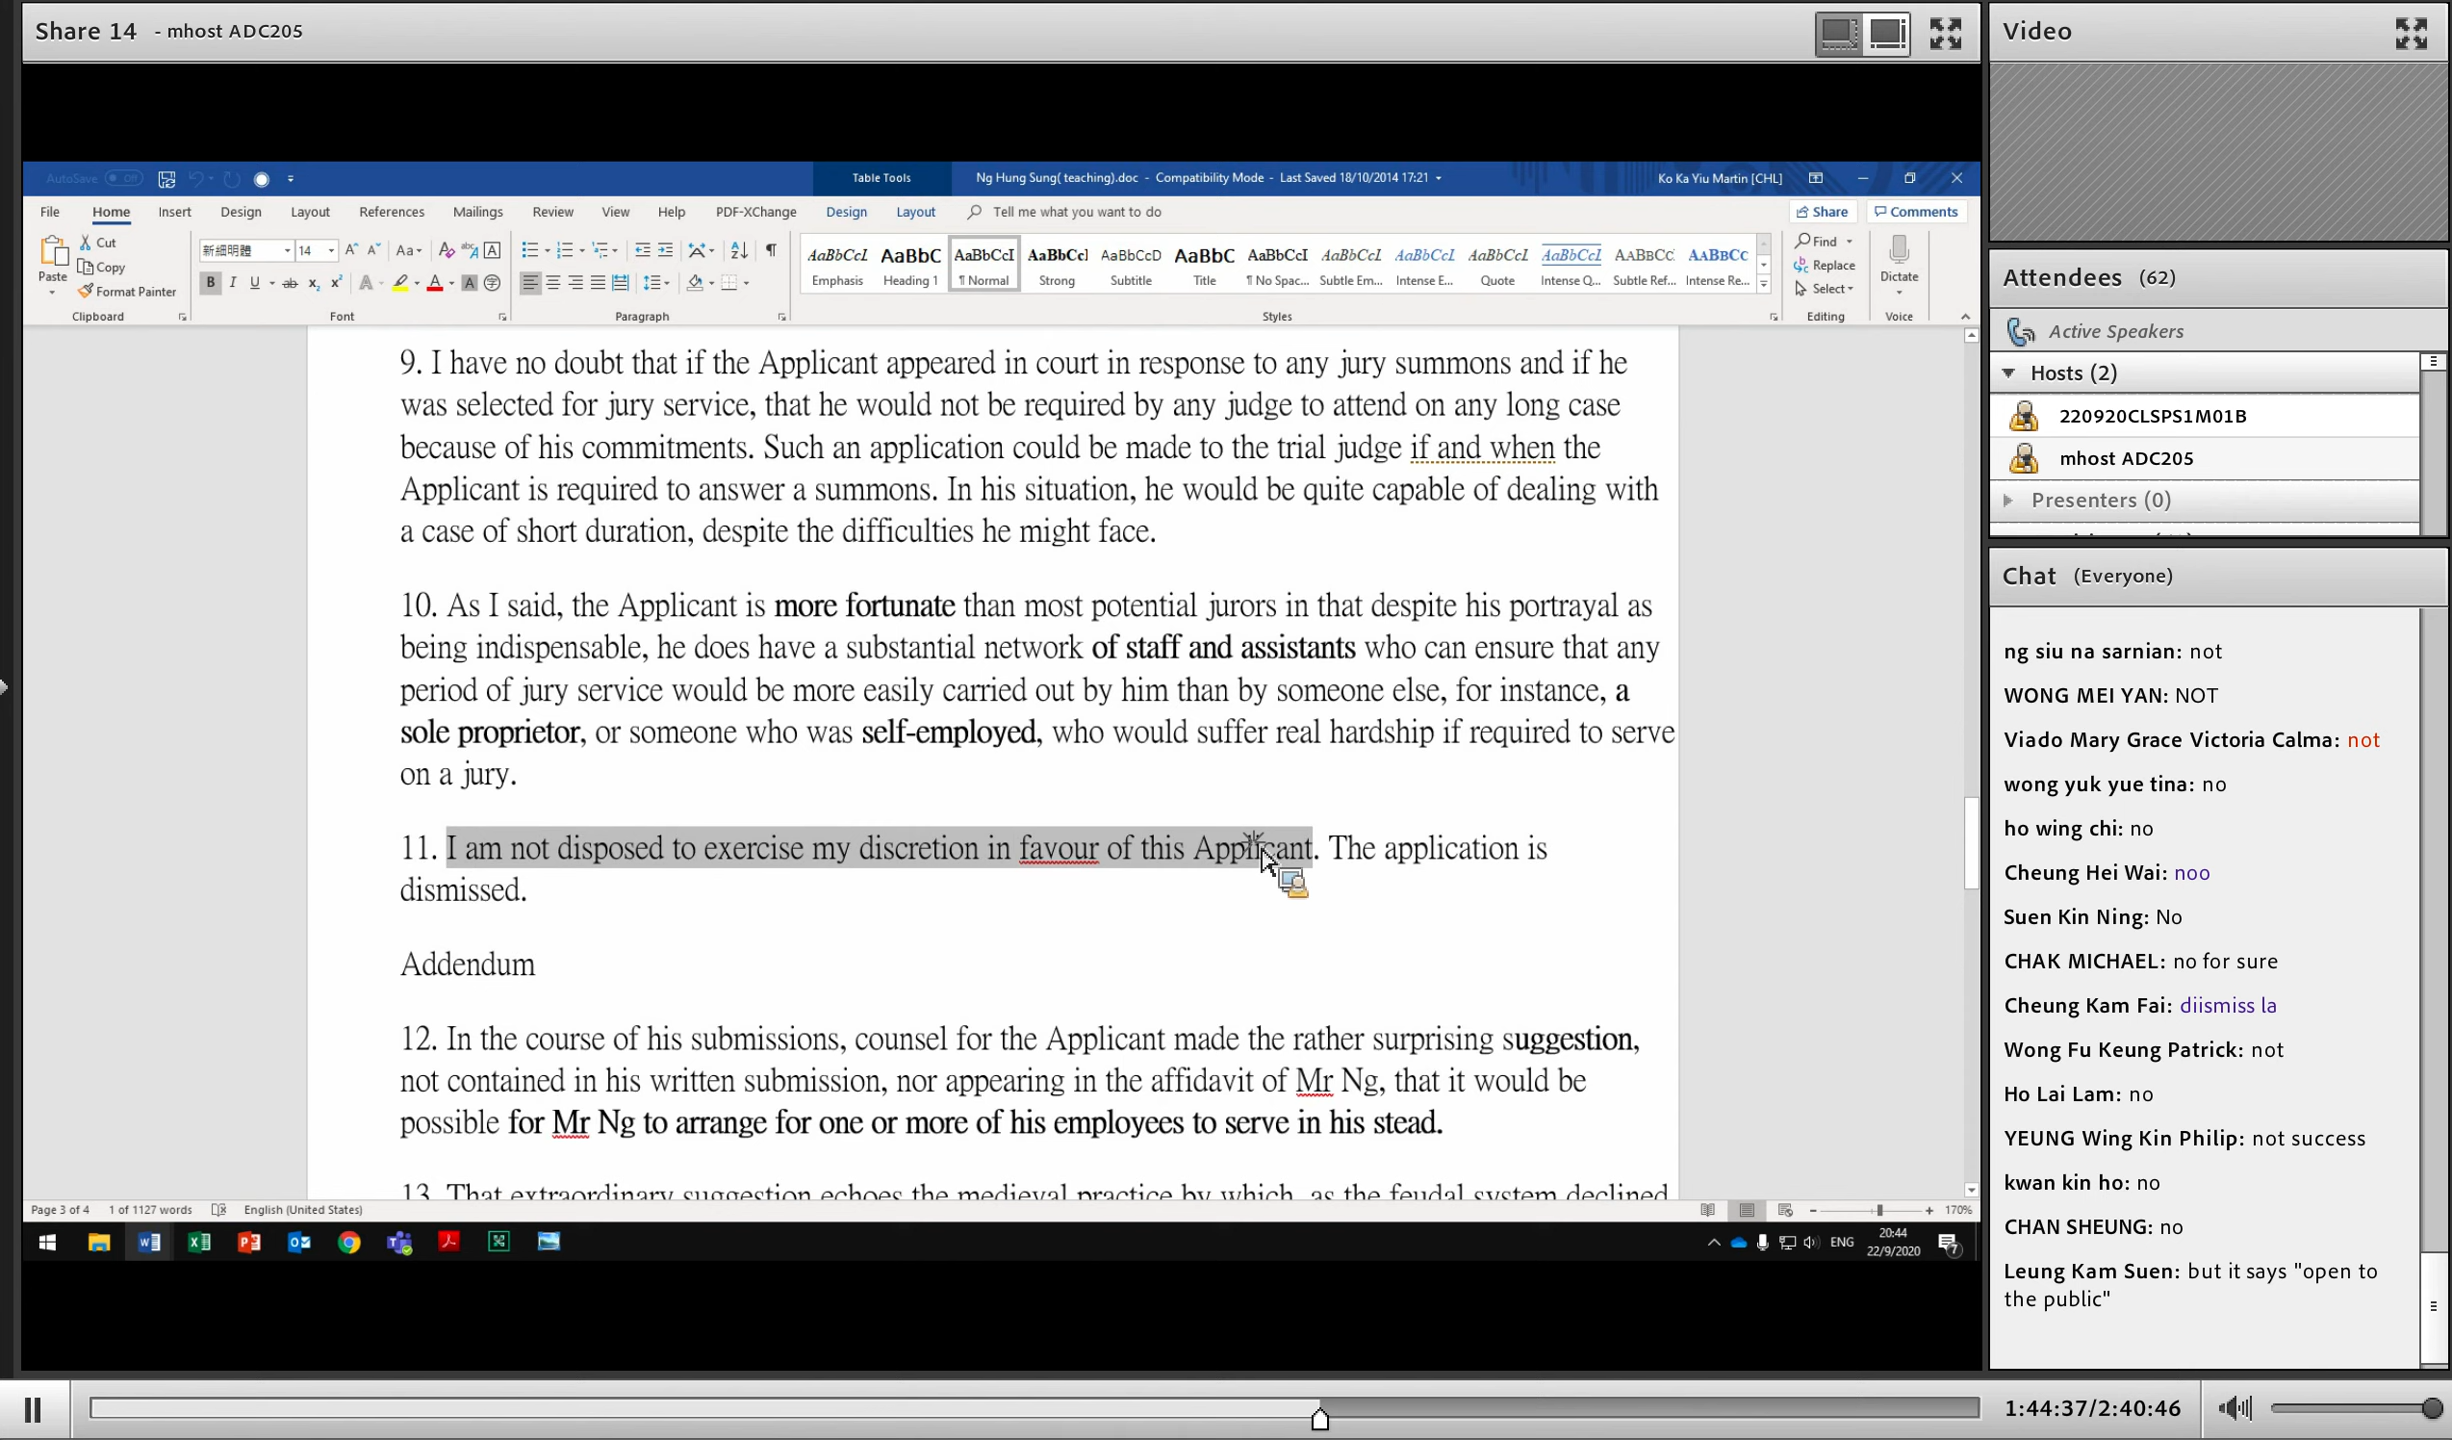 Share 14 - mhost ADC205
AutoSave Off
Table Tools
Ng Hung Sung( teaching).doc - Compatibility Mode - Last Saved 18/10/2014 17:21
Ko Ka Yiu Martin [CHL]
File Home Insert Design Layout References Mailings Review View Help PDF-XChange Design Layout Tell me what you want to do
Share Comments
Paste
Cut
Copy
Format Painter
Clipboard
新細明體 14
Font
Paragraph
AaBbCcI AaBbC AaBbCcI AaBbCcI AaBbCcD AaBbC AaBbCcI AaBbCcI AaBbCcI AaBbCcI AaBbCcI AABBCC AABBCC
Emphasis Heading 1 ¶ Normal Strong Subtitle Title ¶ No Spac... Subtle Em... Intense E... Quote Intense Q... Subtle Ref... Intense Re...
Styles
Find
Replace
Select
Editing
Dictate
Voice
9. I have no doubt that if the Applicant appeared in court in response to any jury summons and if he
was selected for jury service, that he would not be required by any judge to attend on any long case
because of his commitments. Such an application could be made to the trial judge if and when the
Applicant is required to answer a summons. In his situation, he would be quite capable of dealing with
a case of short duration, despite the difficulties he might face.
10. As I said, the Applicant is more fortunate than most potential jurors in that despite his portrayal as
being indispensable, he does have a substantial network of staff and assistants who can ensure that any
period of jury service would be more easily carried out by him than by someone else, for instance, a
sole proprietor, or someone who was self-employed, who would suffer real hardship if required to serve
on a jury.
11. I am not disposed to exercise my discretion in favour of this Applicant. The application is
dismissed.
Addendum
12. In the course of his submissions, counsel for the Applicant made the rather surprising suggestion,
not contained in his written submission, nor appearing in the affidavit of Mr Ng, that it would be
possible for Mr Ng to arrange for one or more of his employees to serve in his stead.
13. That extraordinary suggestion echoes the medieval practice by which, as the feudal system declined
Page 3 of 4 1 of 1127 words English (United States)
170%
ENG
20:44
22/9/2020
7
Video
Attendees (62)
Active Speakers
Hosts (2)
220920CLSPS1M01B
mhost ADC205
Presenters (0)
Chat (Everyone)
ng siu na sarnian: not
WONG MEI YAN: NOT
Viado Mary Grace Victoria Calma: not
wong yuk yue tina: no
ho wing chi: no
Cheung Hei Wai: noo
Suen Kin Ning: No
CHAK MICHAEL: no for sure
Cheung Kam Fai: diismiss la
Wong Fu Keung Patrick: not
Ho Lai Lam: no
YEUNG Wing Kin Philip: not success
kwan kin ho: no
CHAN SHEUNG: no
Leung Kam Suen: but it says "open to
the public"
1:44:37/2:40:46